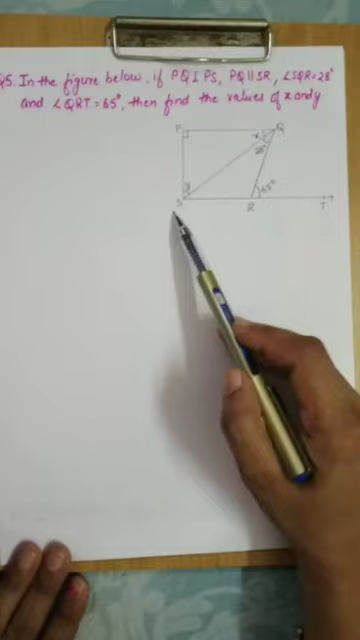 Q5. In the figure below, if PQ⊥PS, PQ∥SR, ∠SQR=28°
and ∠QRT=65°, then find the values of x and y
P Q
x
28°
y 65°
S R T